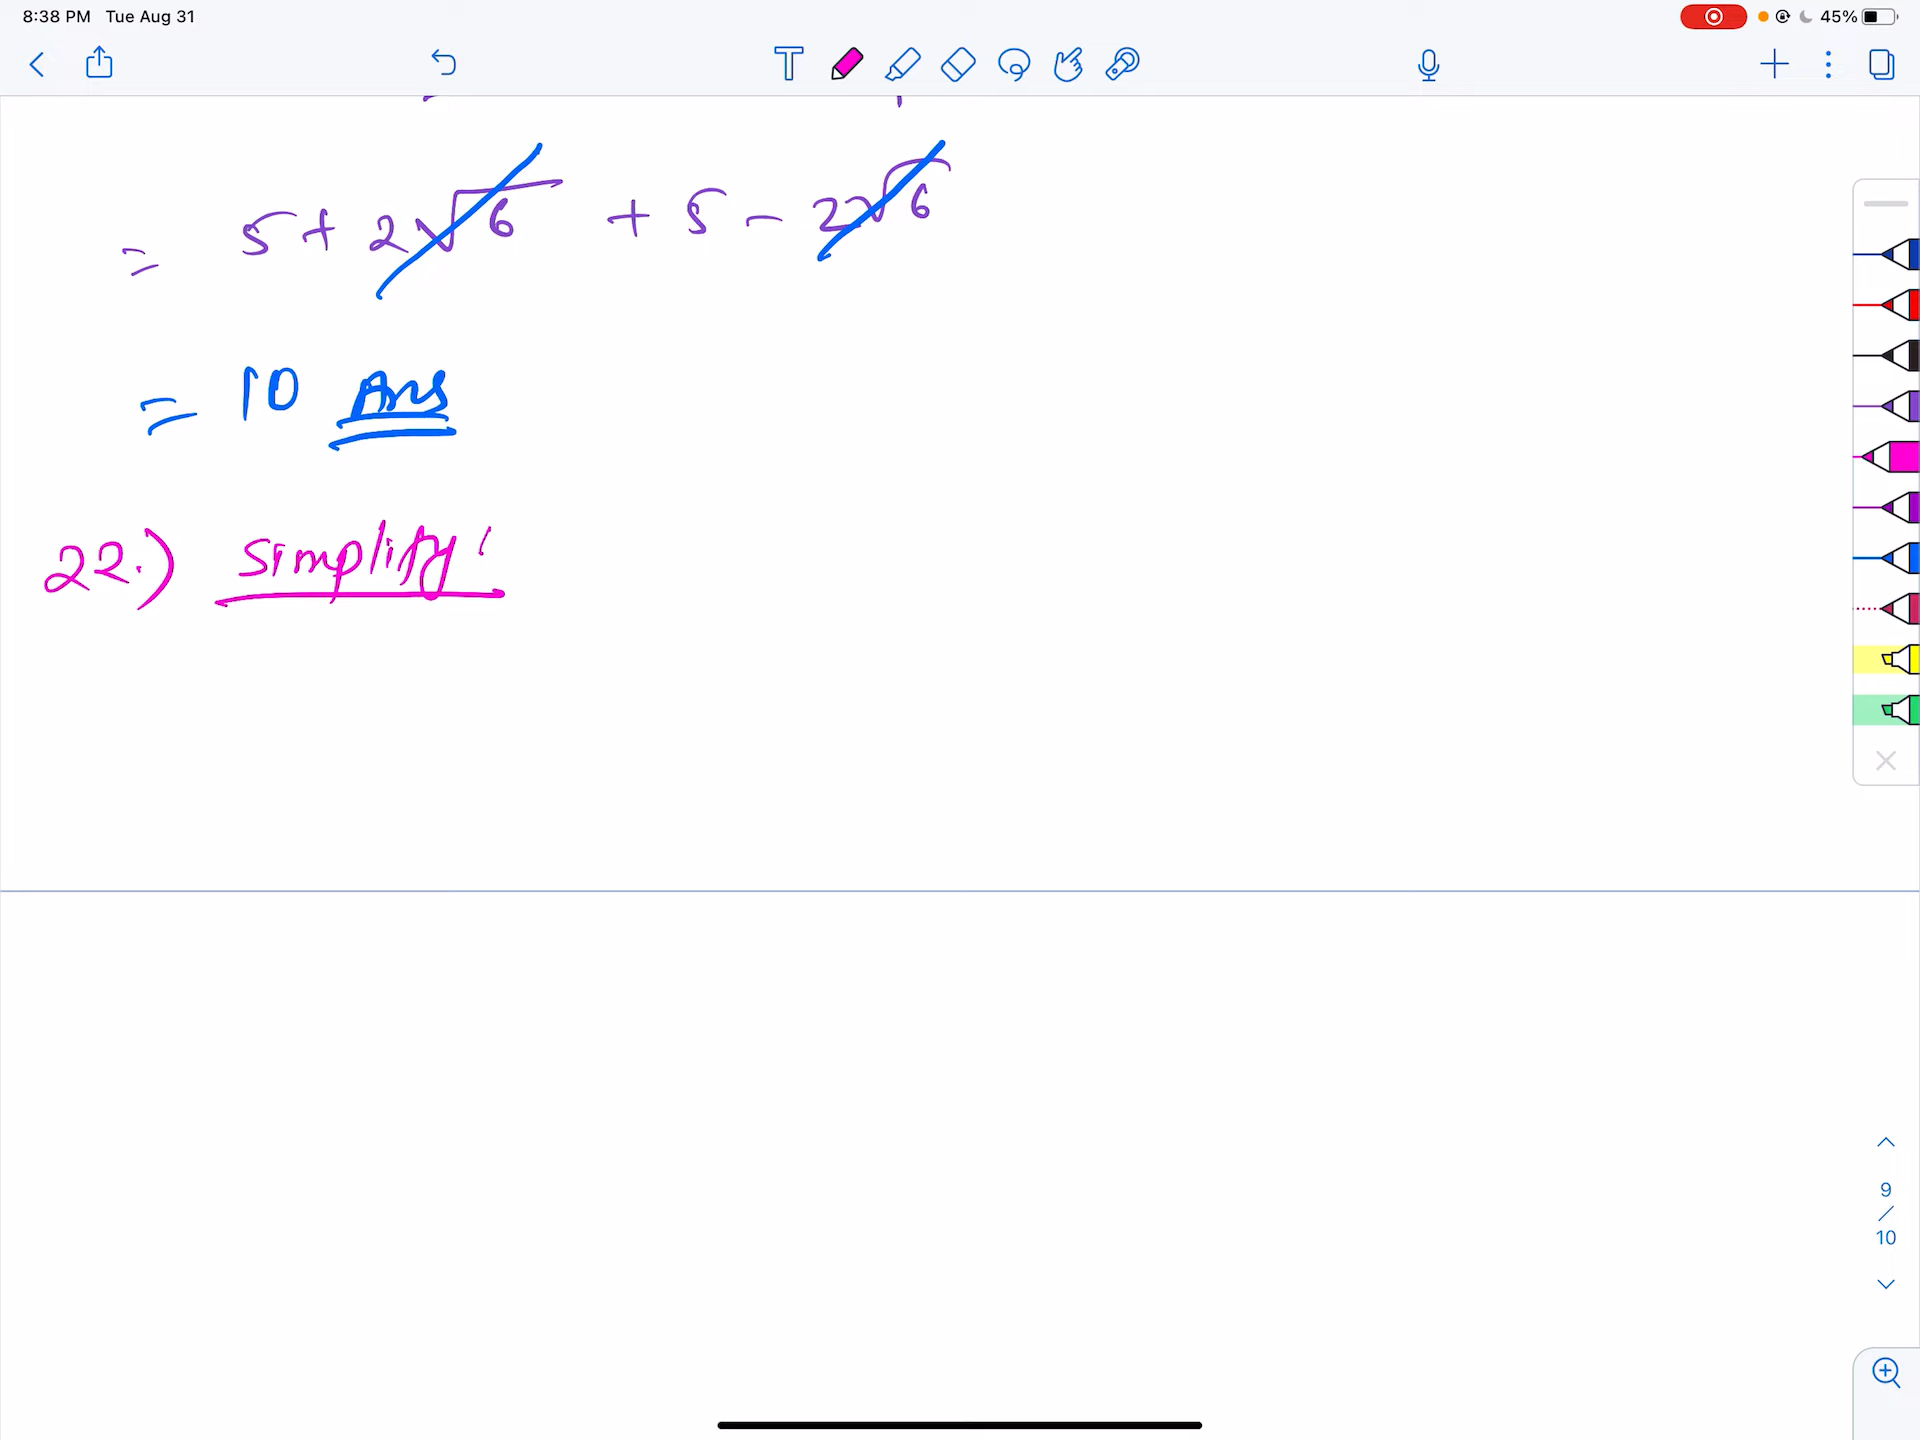 8:38 PM Tue Aug 31
45%
= 5 + 2√6 + 5 - 2√6
= 10 Ans
22.) Simplify:
9
/
10